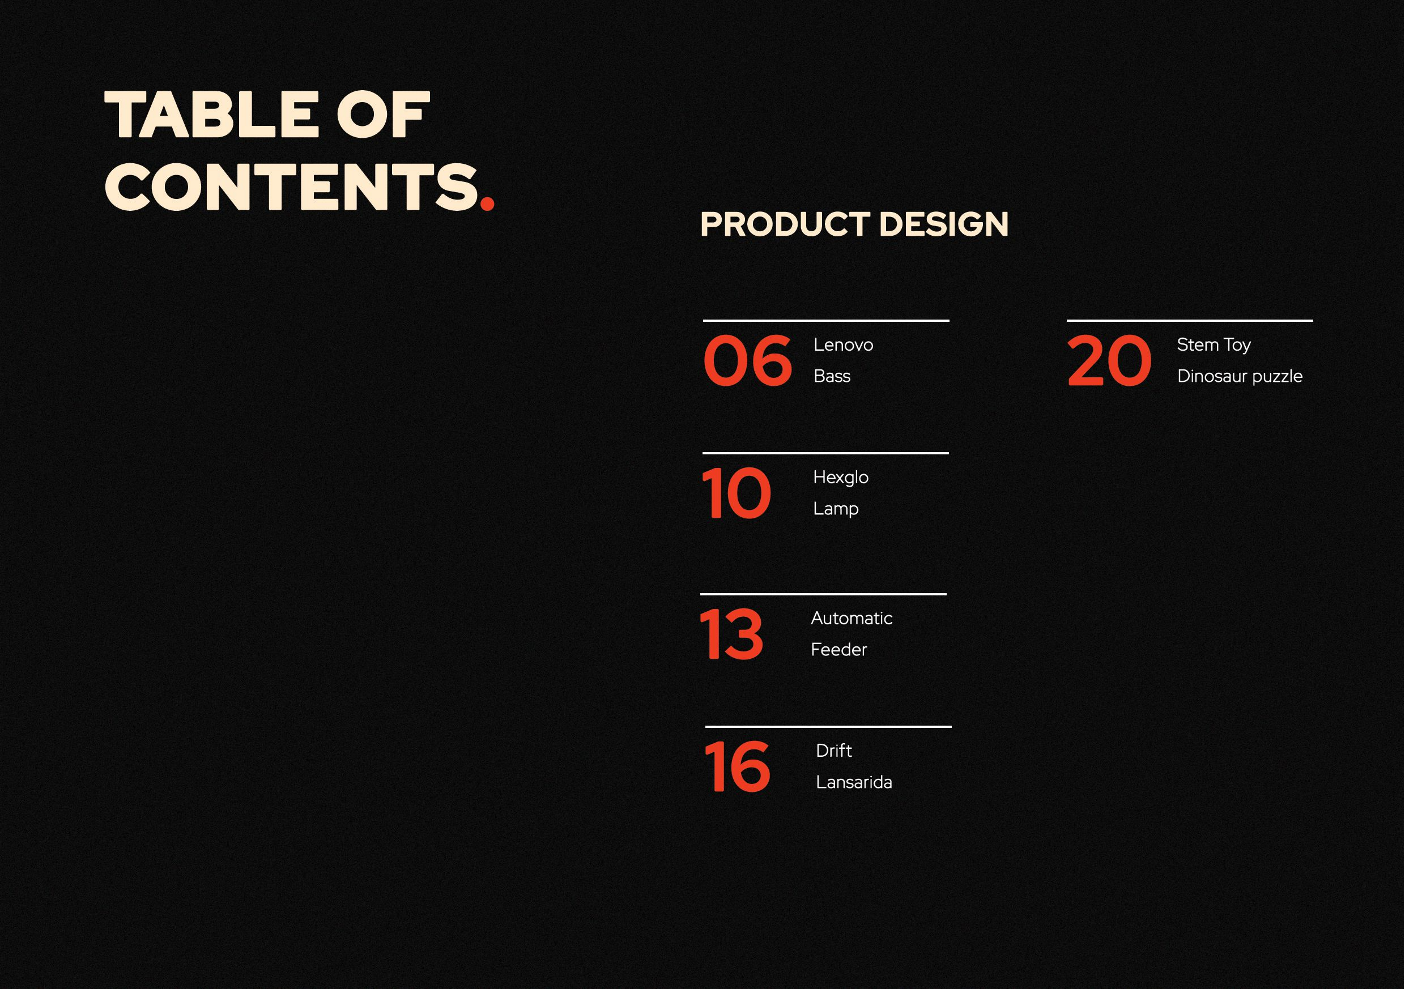 TABLE OF
CONTENTS.
PRODUCT DESIGN
06
Lenovo
Bass
10
Hexglo
Lamp
13
Automatic
Feeder
16
Drift
Lansarida
20
Stem Toy
Dinosaur puzzle